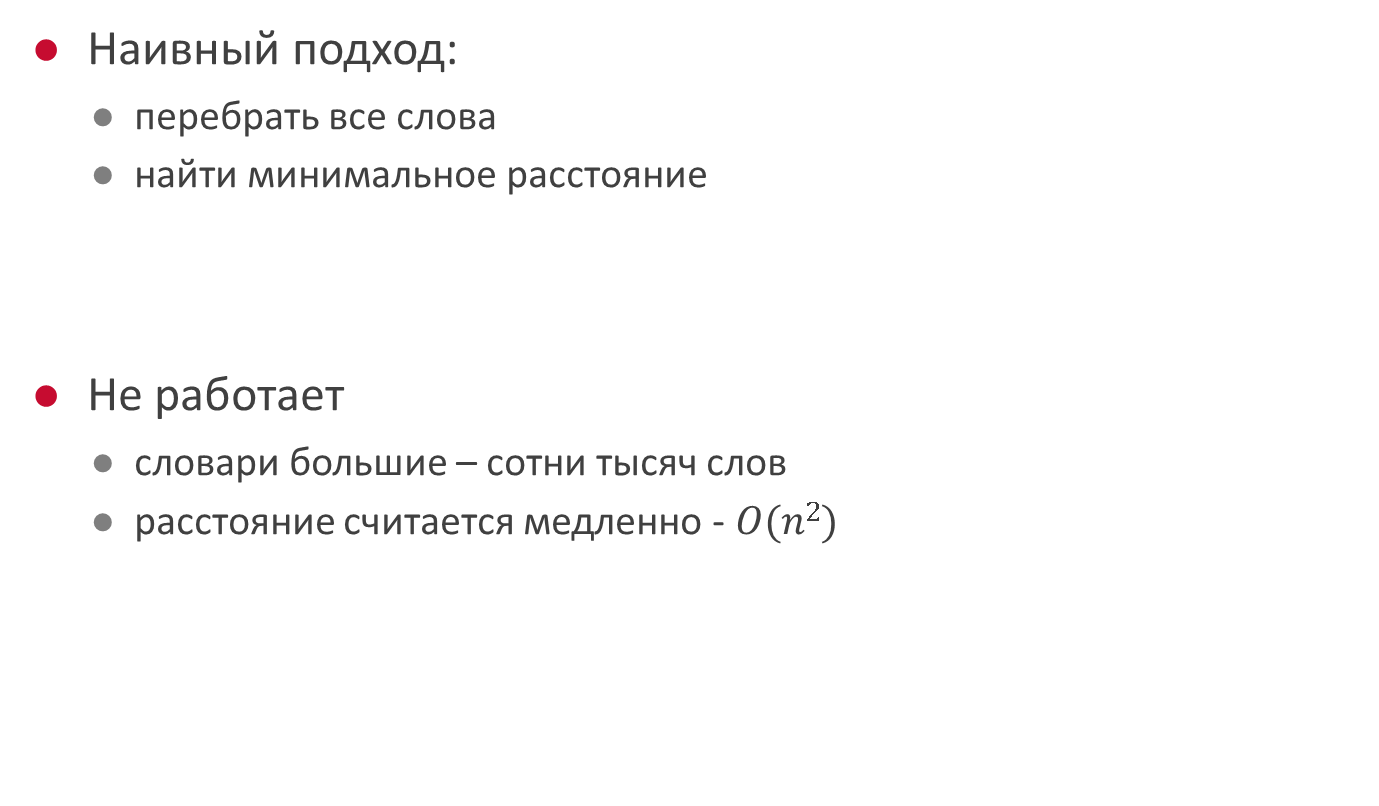 Наивный подход:
перебрать все слова
найти минимальное расстояние
Не работает
словари большие – сотни тысяч слов
расстояние считается медленно - 𝑂(𝑛²)